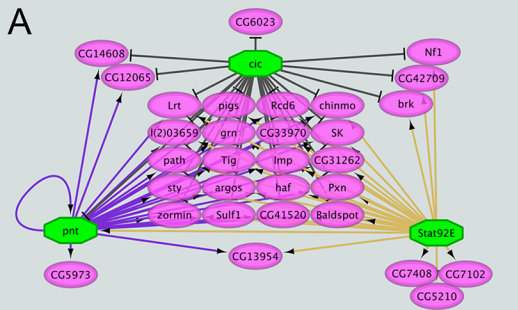 A
CG6023
cic
CG14608
Nf1
CG12065
CG42709
brk
Lrt pigs Rcd6 chinmo
l(2)03659 grn CG33970 SK
path Tig Imp CG31262
sty argos haf Pxn
zormin Sulf1 CG41520 Baldspot
pnt
Stat92E
CG13954
CG5973
CG7408
CG7102
CG5210